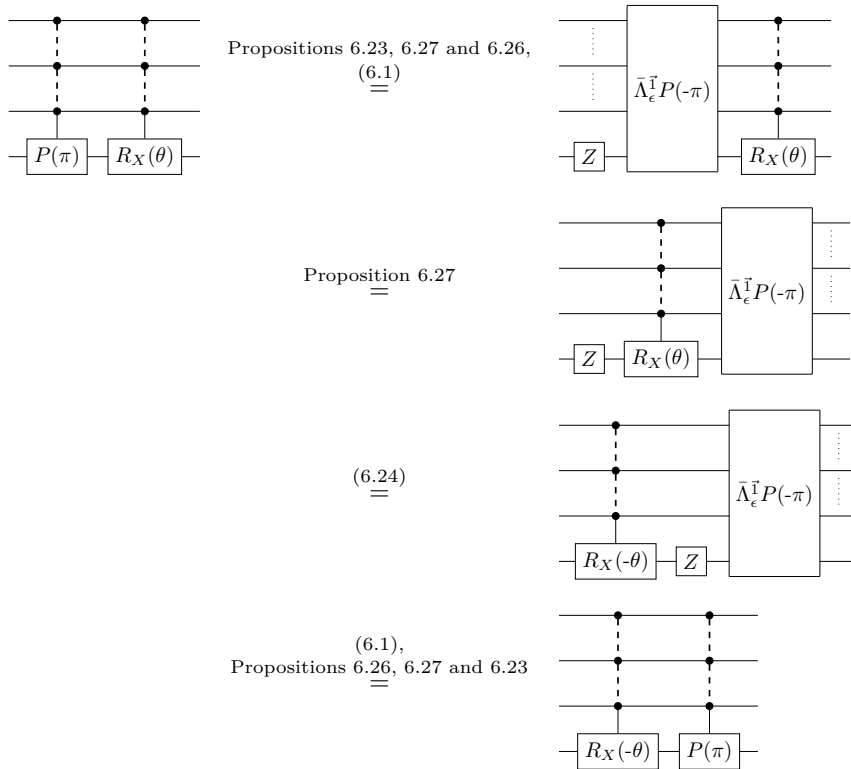 Propositions 6.23, 6.27 and 6.26,
(6.1)
=
P(π) R_X(θ)
Z Λ̄_ϵ^{1⃗}P(-π) R_X(θ)
Proposition 6.27
=
Z R_X(θ) Λ̄_ϵ^{1⃗}P(-π)
(6.24)
=
R_X(-θ) Z Λ̄_ϵ^{1⃗}P(-π)
(6.1),
Propositions 6.26, 6.27 and 6.23
=
R_X(-θ) P(π)